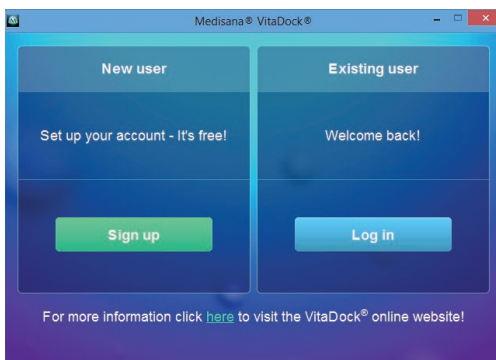 Medisana® VitaDock®
New user
Existing user
Set up your account - It's free!
Welcome back!
Sign up
Log in
For more information click here to visit the VitaDock® online website!